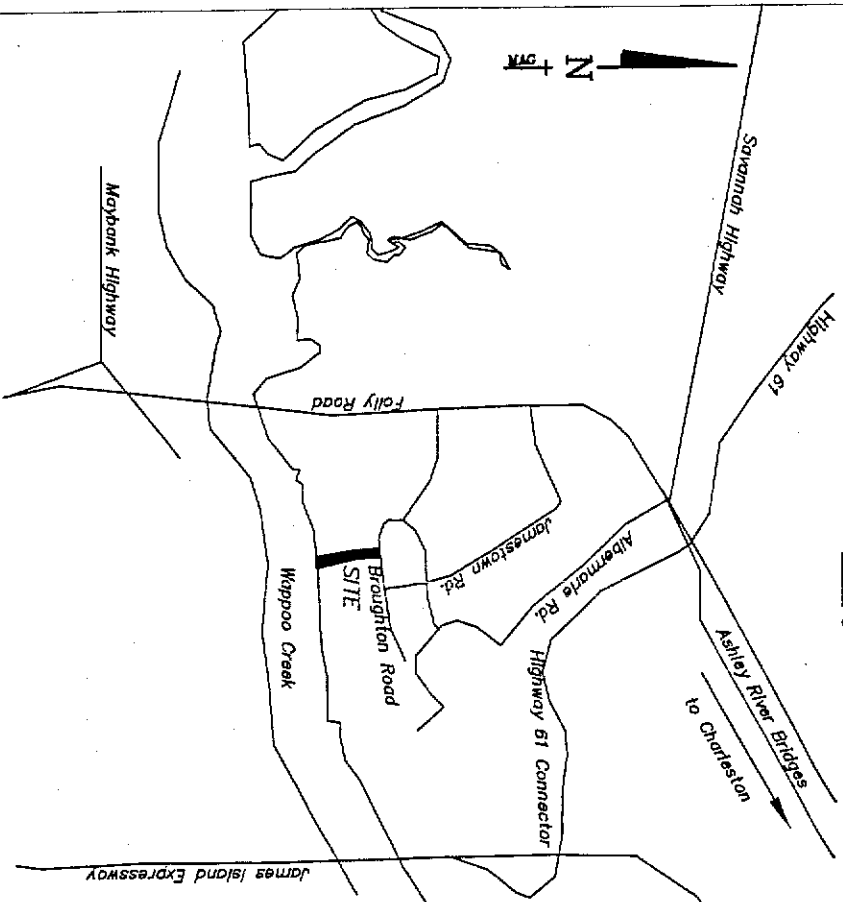 MAG
N
Savannah Highway
Highway 61
Maybank Highway
Folly Road
Jamestown
Rd.
Albermarle Rd.
Ashley River Bridges
to Charleston
Broughton Road
SITE
Wappoo Creek
Highway 61 Connector
James Island Expressway